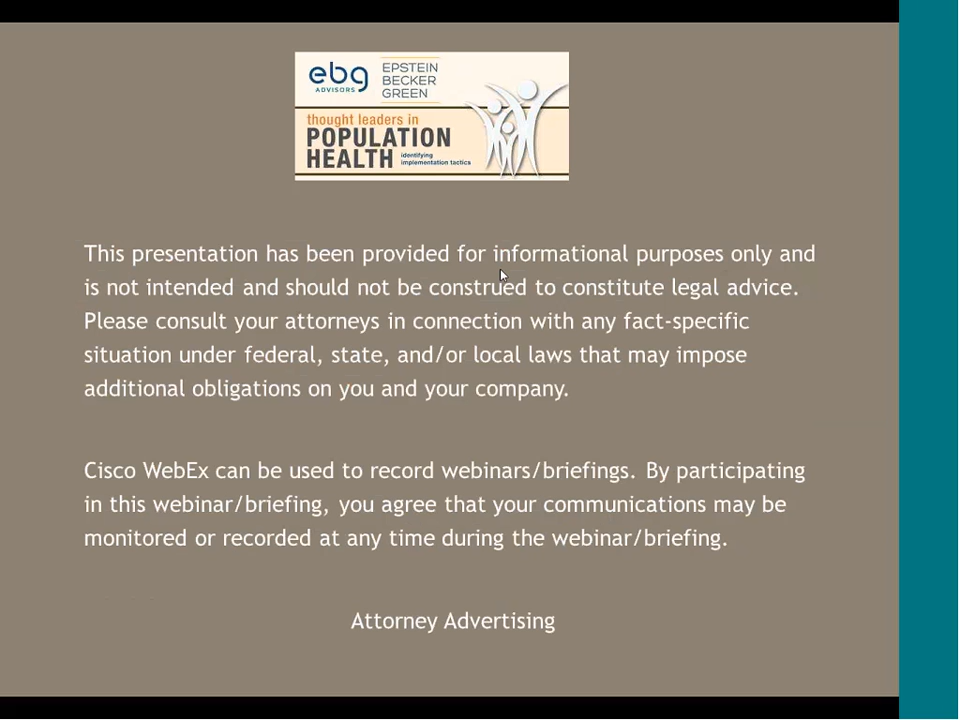 ebg
ADVISORS
EPSTEIN
BECKER
GREEN
thought leaders in
POPULATION
HEALTH identifying
implementation tactics
This presentation has been provided for informational purposes only and
is not intended and should not be construed to constitute legal advice.
Please consult your attorneys in connection with any fact-specific
situation under federal, state, and/or local laws that may impose
additional obligations on you and your company.
Cisco WebEx can be used to record webinars/briefings. By participating
in this webinar/briefing, you agree that your communications may be
monitored or recorded at any time during the webinar/briefing.
Attorney Advertising